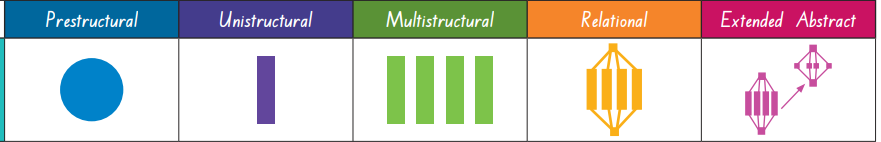 Prestructural
Unistructural
Multistructural
Relational
Extended Abstract